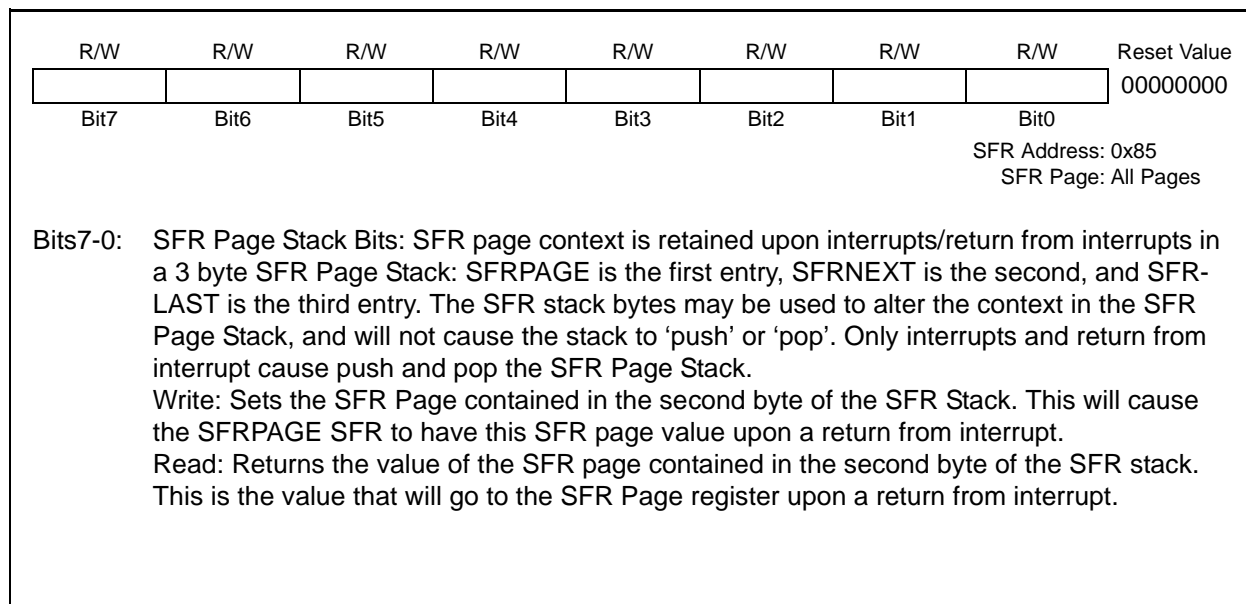 R/W R/W R/W R/W R/W R/W R/W R/W Reset Value
00000000
Bit7 Bit6 Bit5 Bit4 Bit3 Bit2 Bit1 Bit0
SFR Address: 0x85
SFR Page: All Pages
Bits7-0: SFR Page Stack Bits: SFR page context is retained upon interrupts/return from interrupts in
a 3 byte SFR Page Stack: SFRPAGE is the first entry, SFRNEXT is the second, and SFR-
LAST is the third entry. The SFR stack bytes may be used to alter the context in the SFR
Page Stack, and will not cause the stack to ‘push’ or ‘pop’. Only interrupts and return from
interrupt cause push and pop the SFR Page Stack.
Write: Sets the SFR Page contained in the second byte of the SFR Stack. This will cause
the SFRPAGE SFR to have this SFR page value upon a return from interrupt.
Read: Returns the value of the SFR page contained in the second byte of the SFR stack.
This is the value that will go to the SFR Page register upon a return from interrupt.